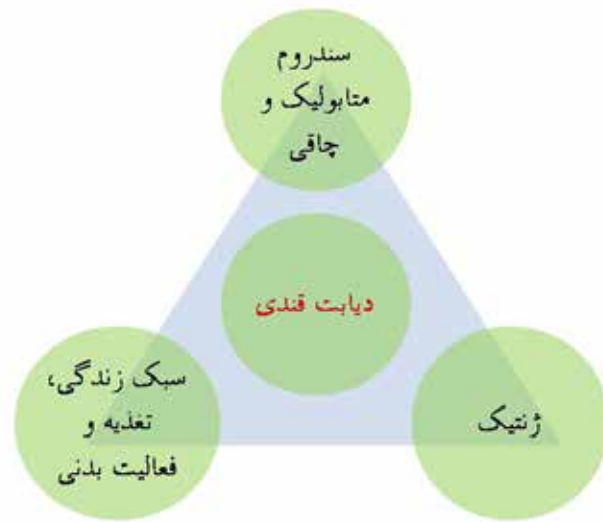 سندروم
متابولیک و
چاقی
دیابت قندی
سبک زندگی،
تغذیه و
فعالیت بدنی
ژنتیک